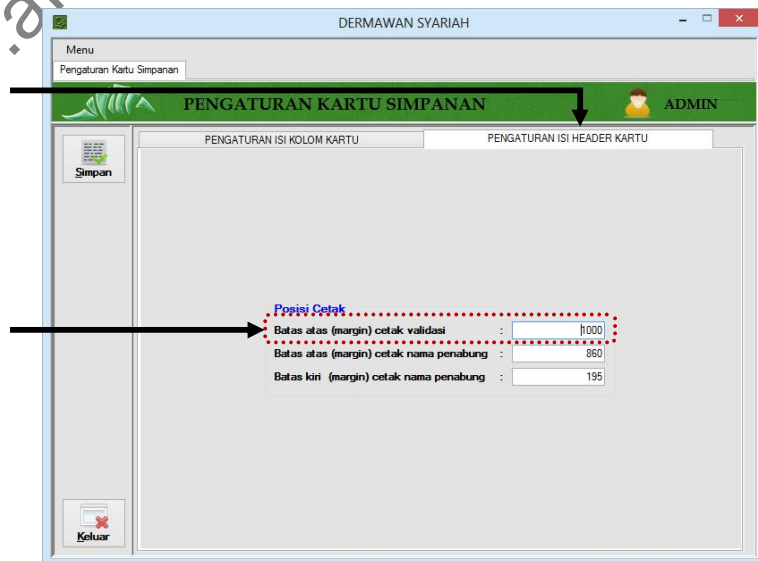 DERMAWAN SYARIAH
Menu
Pengaturan Kartu Simpanan
PENGATURAN KARTU SIMPANAN
ADMIN
PENGATURAN ISI KOLOM KARTU
PENGATURAN ISI HEADER KARTU
Simpan
Posisi Cetak
Batas atas (margin) cetak validasi : 1000
Batas atas (margin) cetak nama penabung : 860
Batas kiri (margin) cetak nama penabung : 195
Keluar